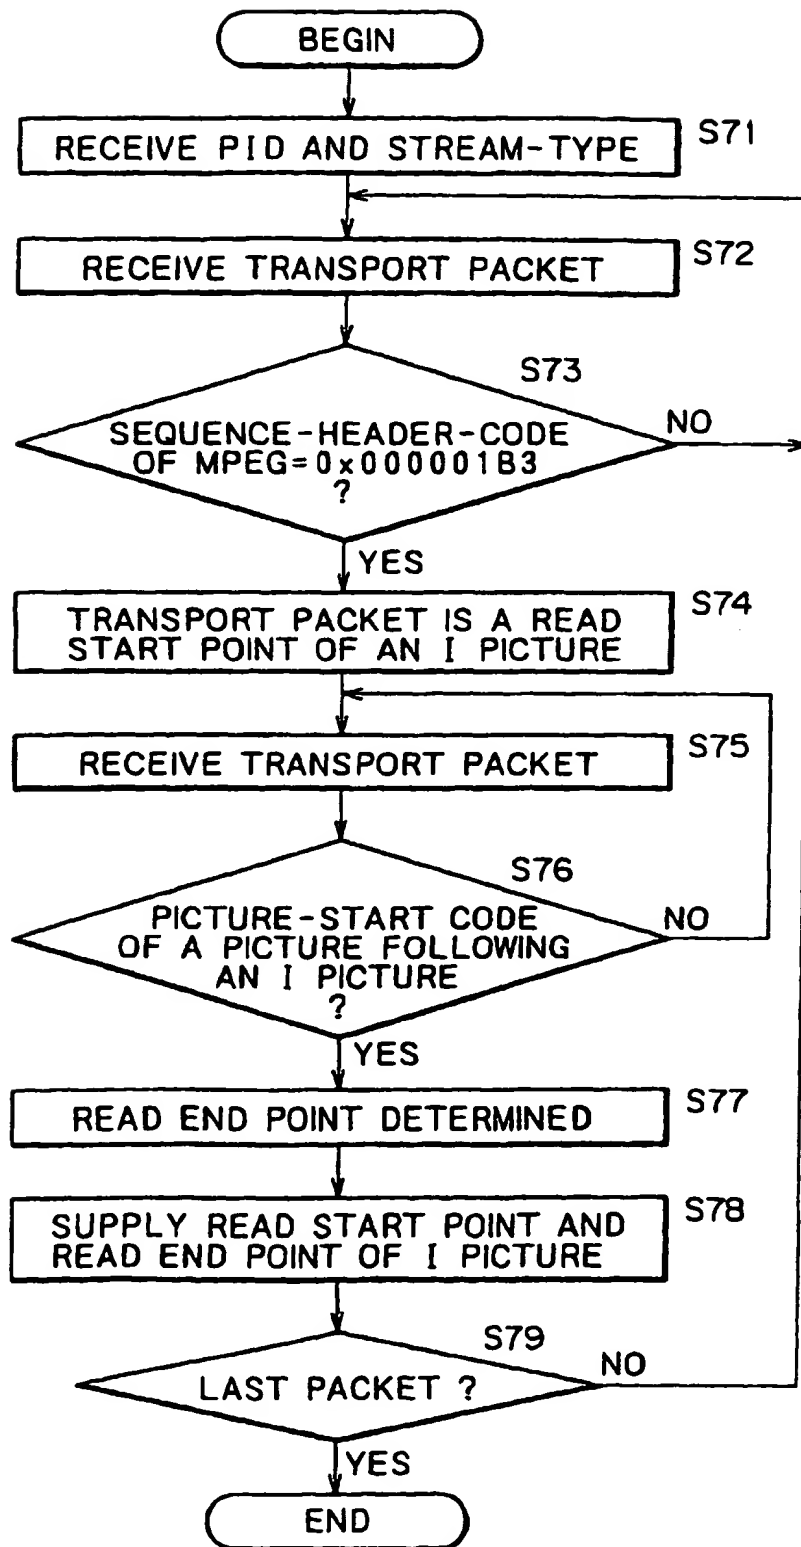 BEGIN
RECEIVE PID AND STREAM-TYPE
S71
RECEIVE TRANSPORT PACKET
S72
S73
SEQUENCE-HEADER-CODE
OF MPEG=0x000001B3
?
NO
YES
TRANSPORT PACKET IS A READ
START POINT OF AN I PICTURE
S74
RECEIVE TRANSPORT PACKET
S75
S76
PICTURE-START CODE
OF A PICTURE FOLLOWING
AN I PICTURE
?
NO
YES
READ END POINT DETERMINED
S77
SUPPLY READ START POINT AND
READ END POINT OF I PICTURE
S78
S79
LAST PACKET ?
NO
YES
END